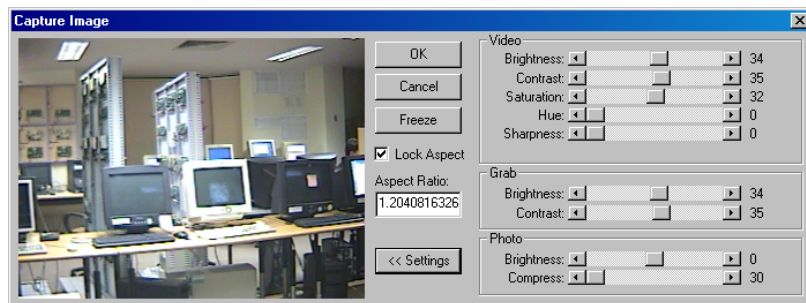 Capture Image
OK
Cancel
Freeze
Lock Aspect
Aspect Ratio:
1.2040816326
<< Settings
Video
Brightness: 34
Contrast: 35
Saturation: 32
Hue: 0
Sharpness: 0
Grab
Brightness: 34
Contrast: 35
Photo
Brightness: 0
Compress: 30